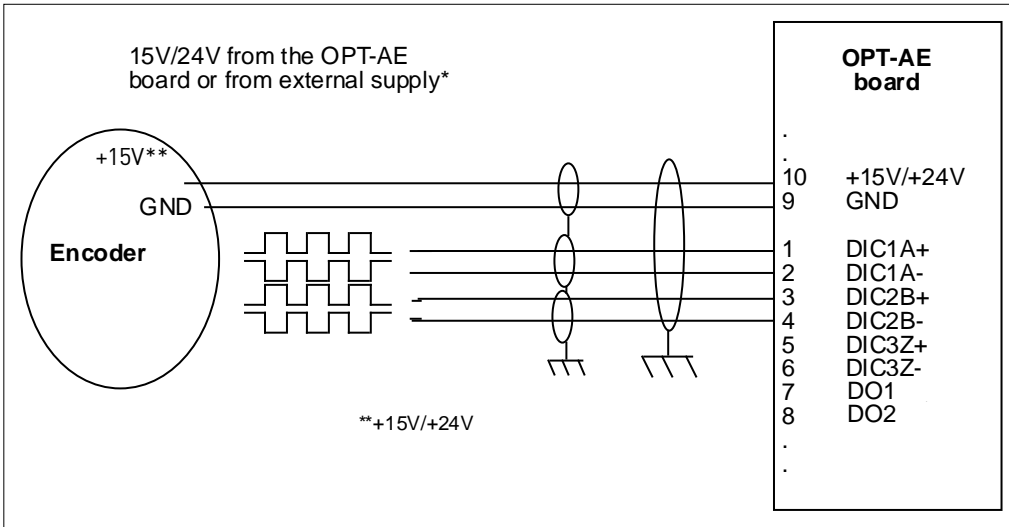 15V/24V from the OPT-AE
board or from external supply*
OPT-AE
board
.
.
+15V**
GND
Encoder
10 +15V/+24V
9 GND
1 DIC1A+
2 DIC1A-
3 DIC2B+
4 DIC2B-
5 DIC3Z+
6 DIC3Z-
7 DO1
8 DO2
.
.
**+15V/+24V